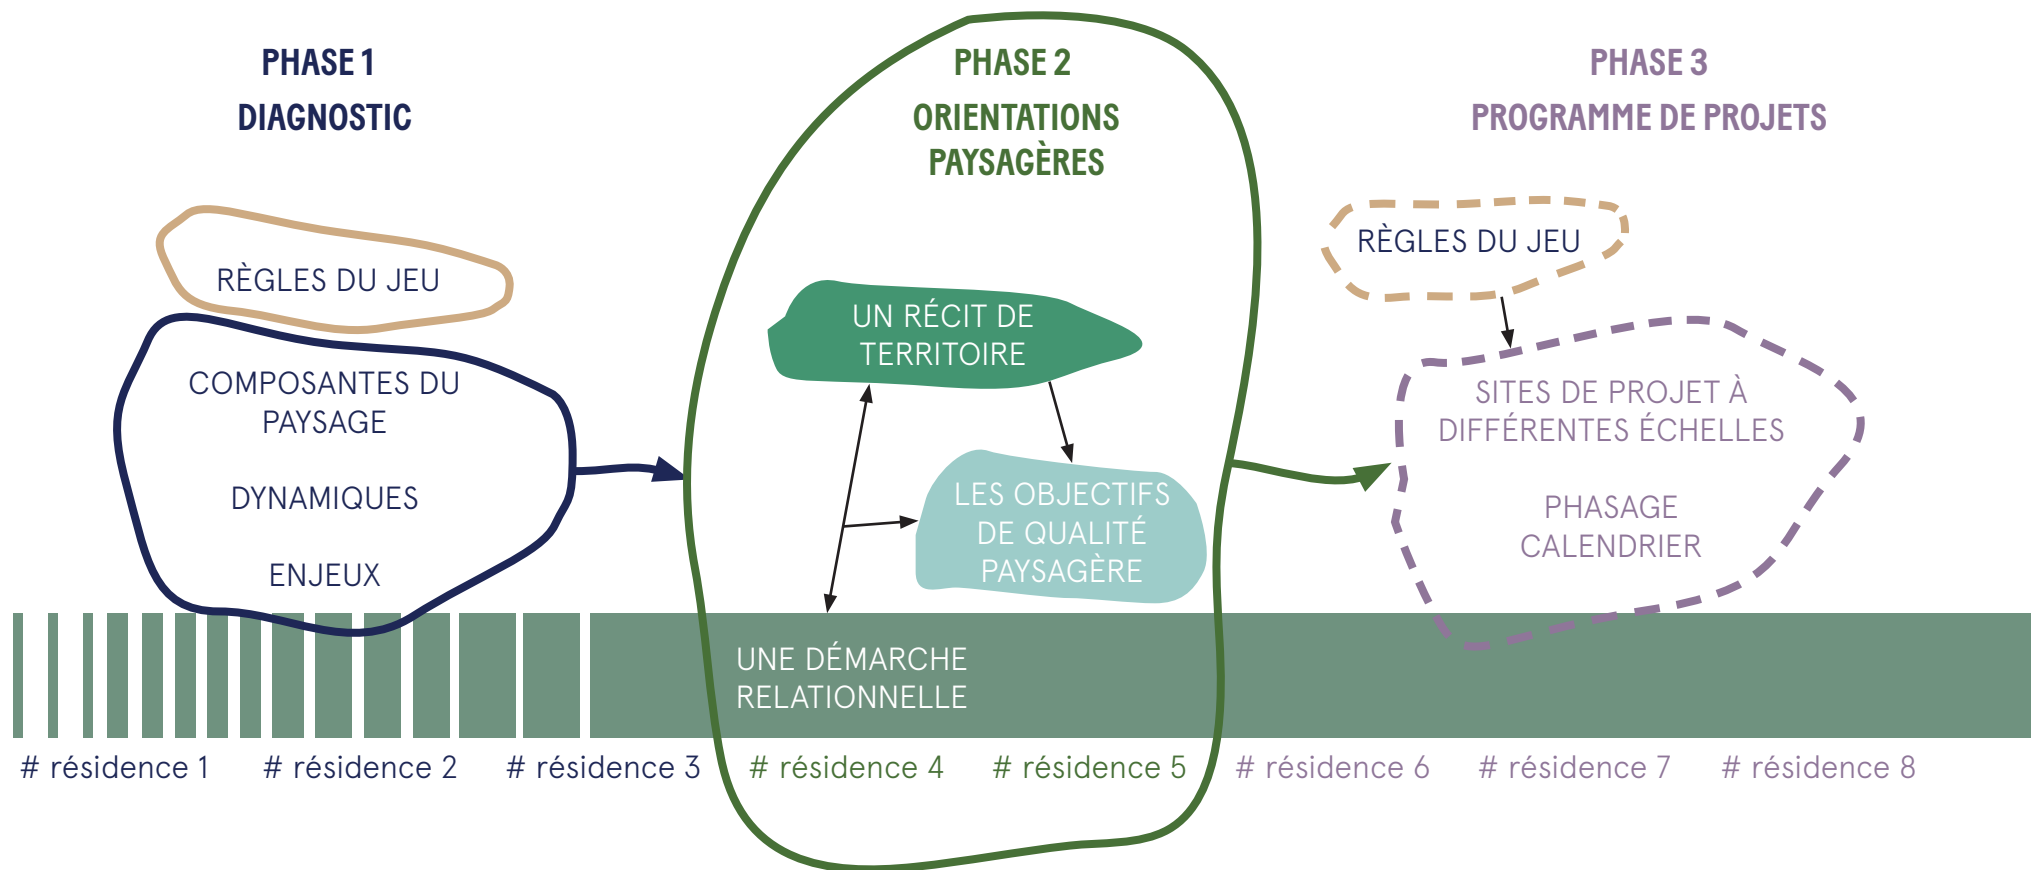 PHASE 1
DIAGNOSTIC
RÈGLES DU JEU
COMPOSANTES DU
PAYSAGE
DYNAMIQUES
ENJEUX
PHASE 2
ORIENTATIONS
PAYSAGÈRES
UN RÉCIT DE
TERRITOIRE
LES OBJECTIFS
DE QUALITÉ
PAYSAGÈRE
UNE DÉMARCHE
RELATIONNELLE
PHASE 3
PROGRAMME DE PROJETS
RÈGLES DU JEU
SITES DE PROJET À
DIFFÉRENTES ÉCHELLES
PHASAGE
CALENDRIER
# résidence 1
# résidence 2
# résidence 3
# résidence 4
# résidence 5
# résidence 6
# résidence 7
# résidence 8